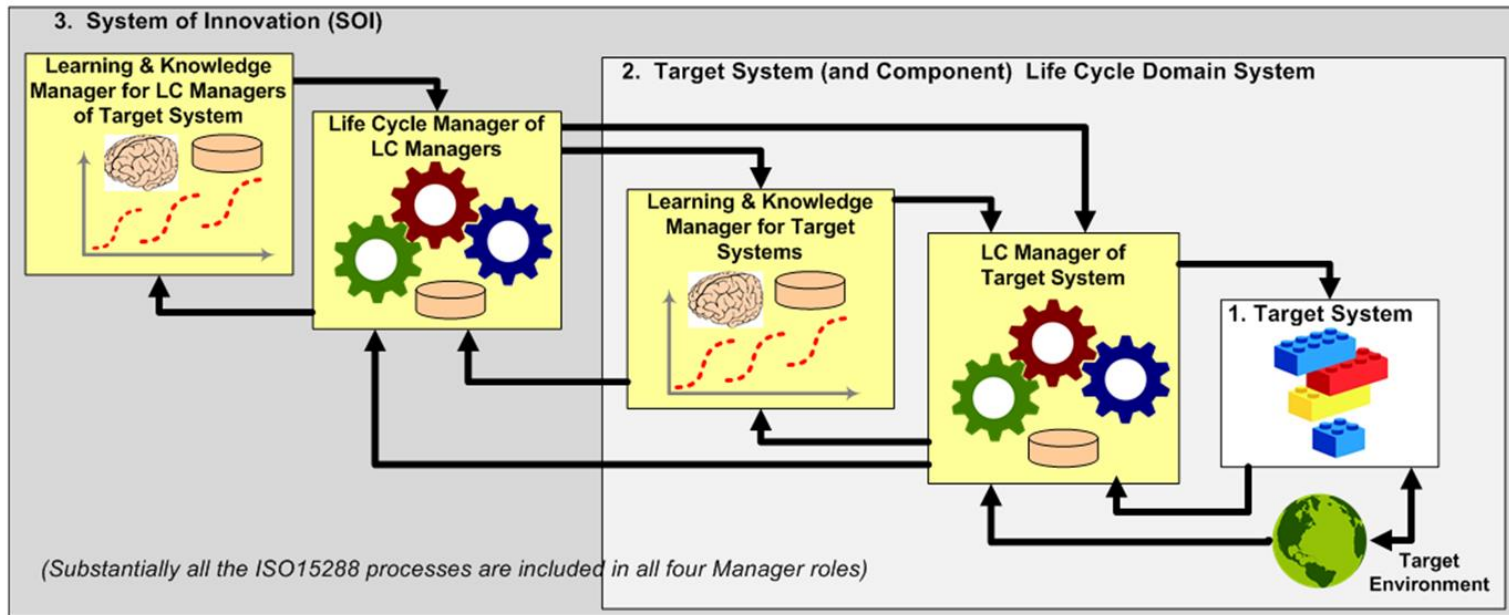 3. System of Innovation (SOI)
Learning & Knowledge
Manager for LC Managers
of Target System
Life Cycle Manager of
LC Managers
2. Target System (and Component) Life Cycle Domain System
Learning & Knowledge
Manager for Target
Systems
LC Manager of
Target System
1. Target System
Target
Environment
(Substantially all the ISO15288 processes are included in all four Manager roles)